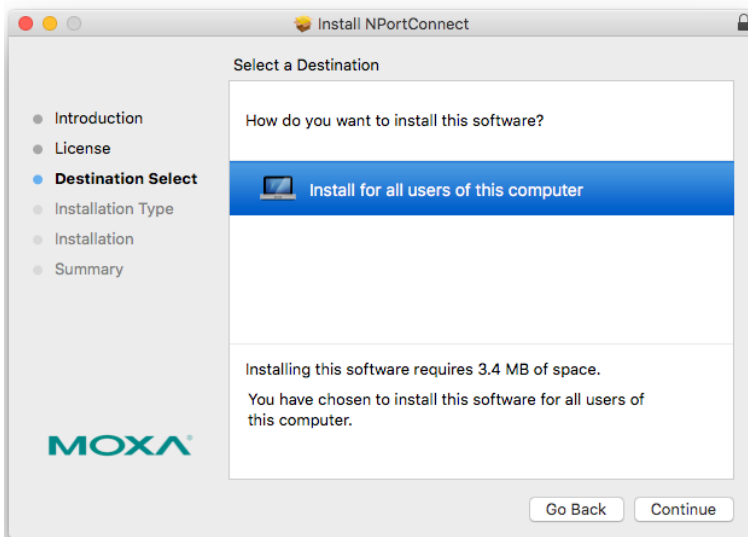 Install NPortConnect
Select a Destination
Introduction
License
Destination Select
Installation Type
Installation
Summary
How do you want to install this software?
Install for all users of this computer
Installing this software requires 3.4 MB of space.
You have chosen to install this software for all users of
this computer.
MOXA®
Go Back
Continue